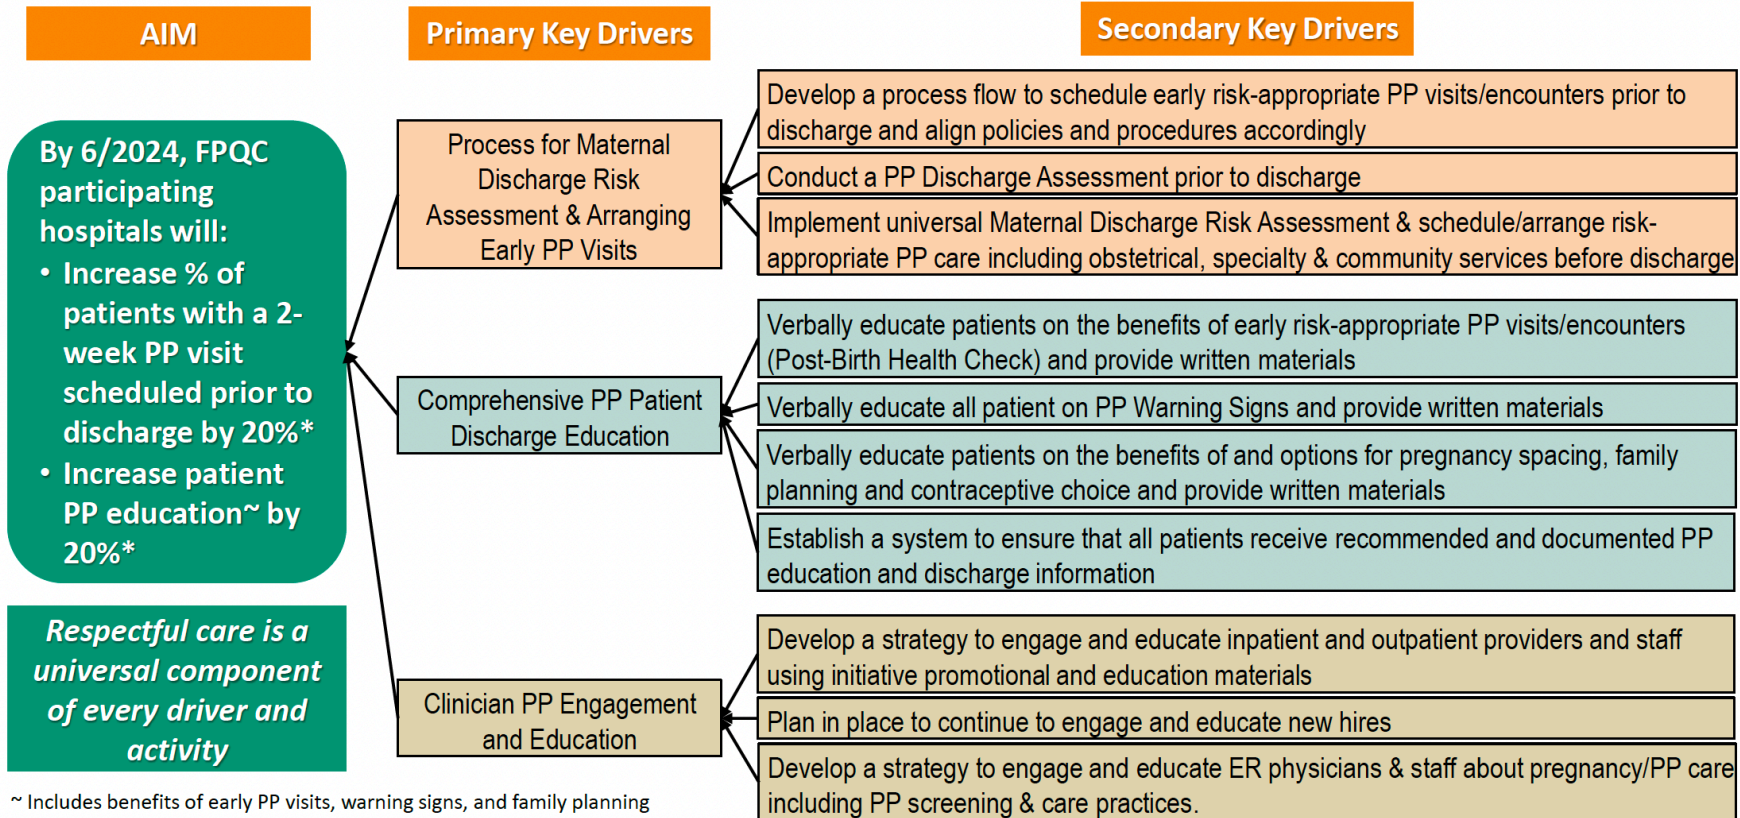 AIM
Primary Key Drivers
Secondary Key Drivers
By 6/2024, FPQC
participating
hospitals will:
• Increase % of
patients with a 2-
week PP visit
scheduled prior to
discharge by 20%*
• Increase patient
PP education~ by
20%*
Respectful care is a
universal component
of every driver and
activity
~ Includes benefits of early PP visits, warning signs, and family planning
Process for Maternal
Discharge Risk
Assessment & Arranging
Early PP Visits
Develop a process flow to schedule early risk-appropriate PP visits/encounters prior to
discharge and align policies and procedures accordingly
Conduct a PP Discharge Assessment prior to discharge
Implement universal Maternal Discharge Risk Assessment & schedule/arrange risk-
appropriate PP care including obstetrical, specialty & community services before discharge
Comprehensive PP Patient
Discharge Education
Verbally educate patients on the benefits of early risk-appropriate PP visits/encounters
(Post-Birth Health Check) and provide written materials
Verbally educate all patient on PP Warning Signs and provide written materials
Verbally educate patients on the benefits of and options for pregnancy spacing, family
planning and contraceptive choice and provide written materials
Establish a system to ensure that all patients receive recommended and documented PP
education and discharge information
Clinician PP Engagement
and Education
Develop a strategy to engage and educate inpatient and outpatient providers and staff
using initiative promotional and education materials
Plan in place to continue to engage and educate new hires
Develop a strategy to engage and educate ER physicians & staff about pregnancy/PP care
including PP screening & care practices.